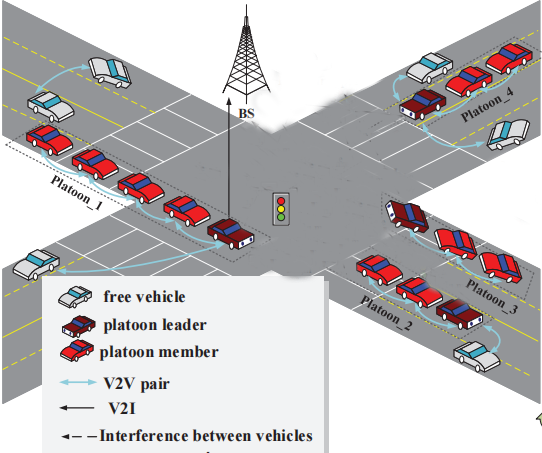 BS
Platoon_4
Platoon_1
Platoon_3
Platoon_2
free vehicle
platoon leader
platoon member
V2V pair
V2I
Interference between vehicles